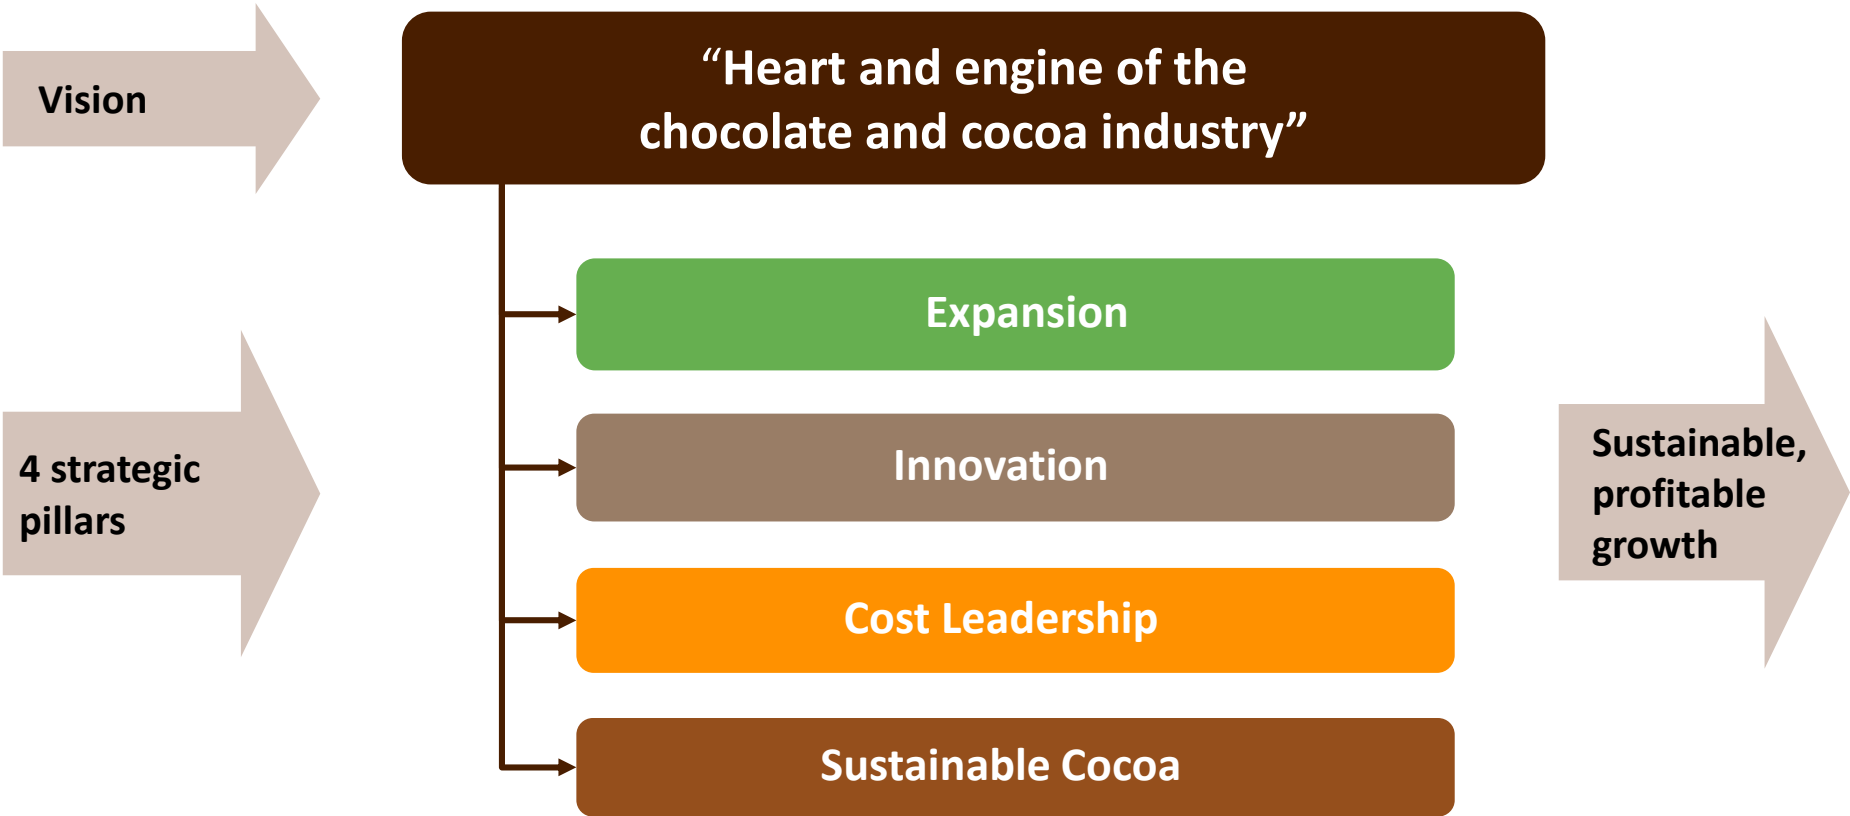 Vision
“Heart and engine of the
chocolate and cocoa industry”
4 strategic
pillars
Expansion
Innovation
Cost Leadership
Sustainable Cocoa
Sustainable,
profitable
growth